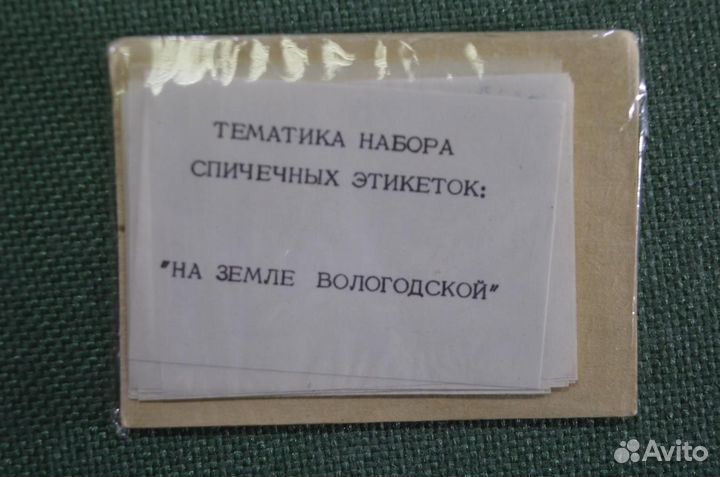 ТЕМАТИКА НАБОРА
СПИЧЕЧНЫХ ЭТИКЕТОК:
"НА ЗЕМЛЕ ВОЛОГОДСКОЙ"
Avito